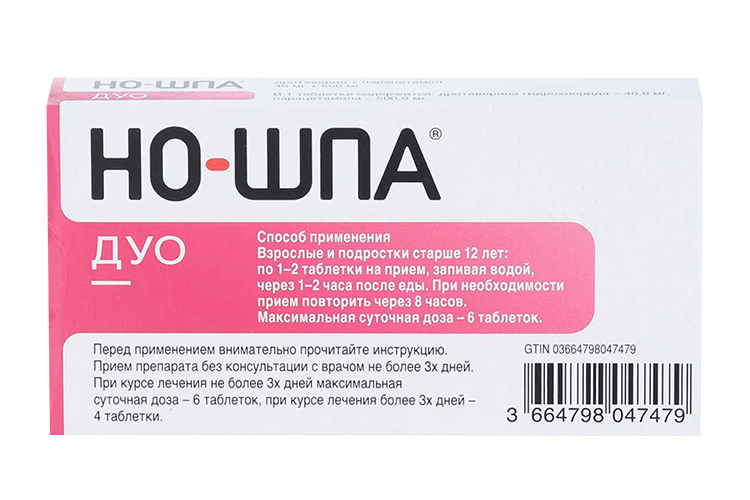 НО-ШПА®
ДУО
дротаверин + парацетамол
40 мг + 500 мг
В 1 таблетке содержится: дротаверина гидрохлорида – 40,0 мг,
парацетамола – 500,0 мг
НО-ШПА®
ДУО
Способ применения
Взрослые и подростки старше 12 лет:
по 1–2 таблетки на прием, запивая водой,
через 1–2 часа после еды. При необходимости
прием повторить через 8 часов.
Максимальная суточная доза – 6 таблеток.
Перед применением внимательно прочитайте инструкцию.
Прием препарата без консультации с врачом не более 3х дней.
При курсе лечения не более 3х дней максимальная
суточная доза – 6 таблеток, при курсе лечения более 3х дней –
4 таблетки.
GTIN 03664798047479
3 664798 047479